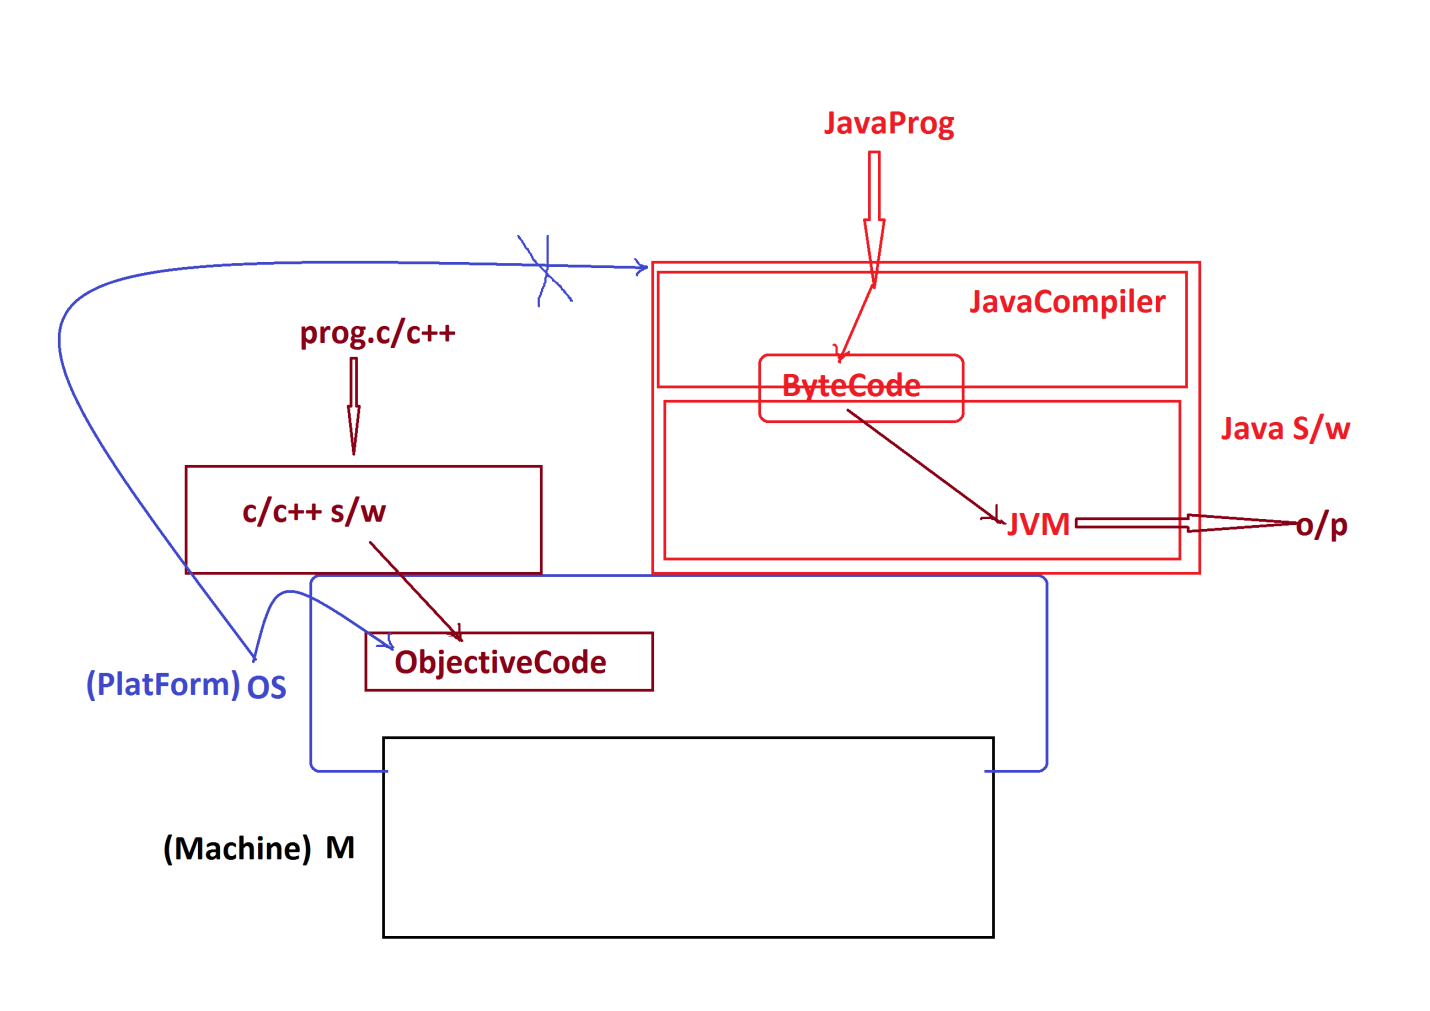 JavaProg
JavaCompiler
prog.c/c++
ByteCode
Java S/w
c/c++ s/w
JVM
o/p
ObjectiveCode
(PlatForm) OS
(Machine) M